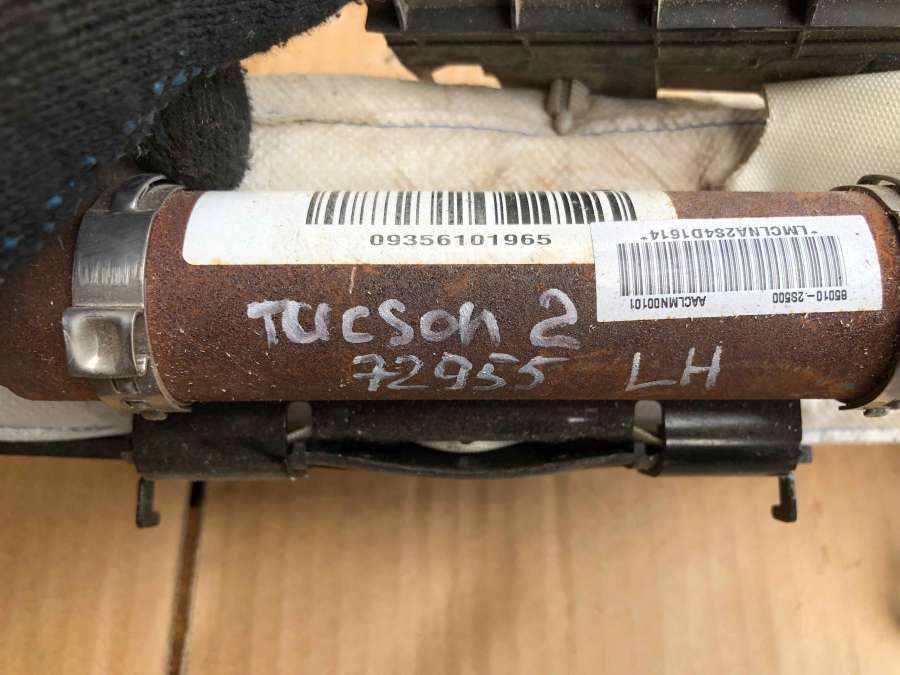 09356101965
*LMCLNA2S4D1614*
85010-2S500
AACLMN00101
TUCSON 2
72955 LH